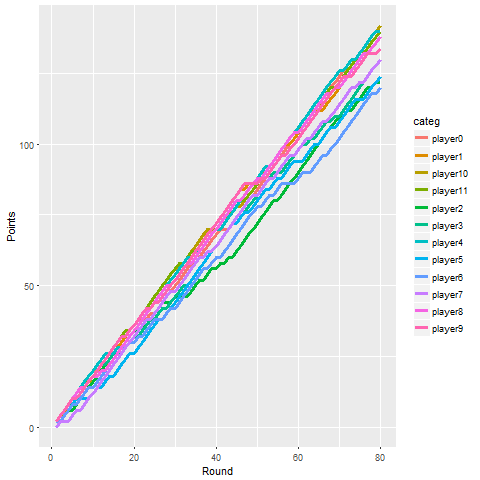 100
50
0
0
20
40
60
80
Round
Points
categ
player0
player1
player10
player11
player2
player3
player4
player5
player6
player7
player8
player9